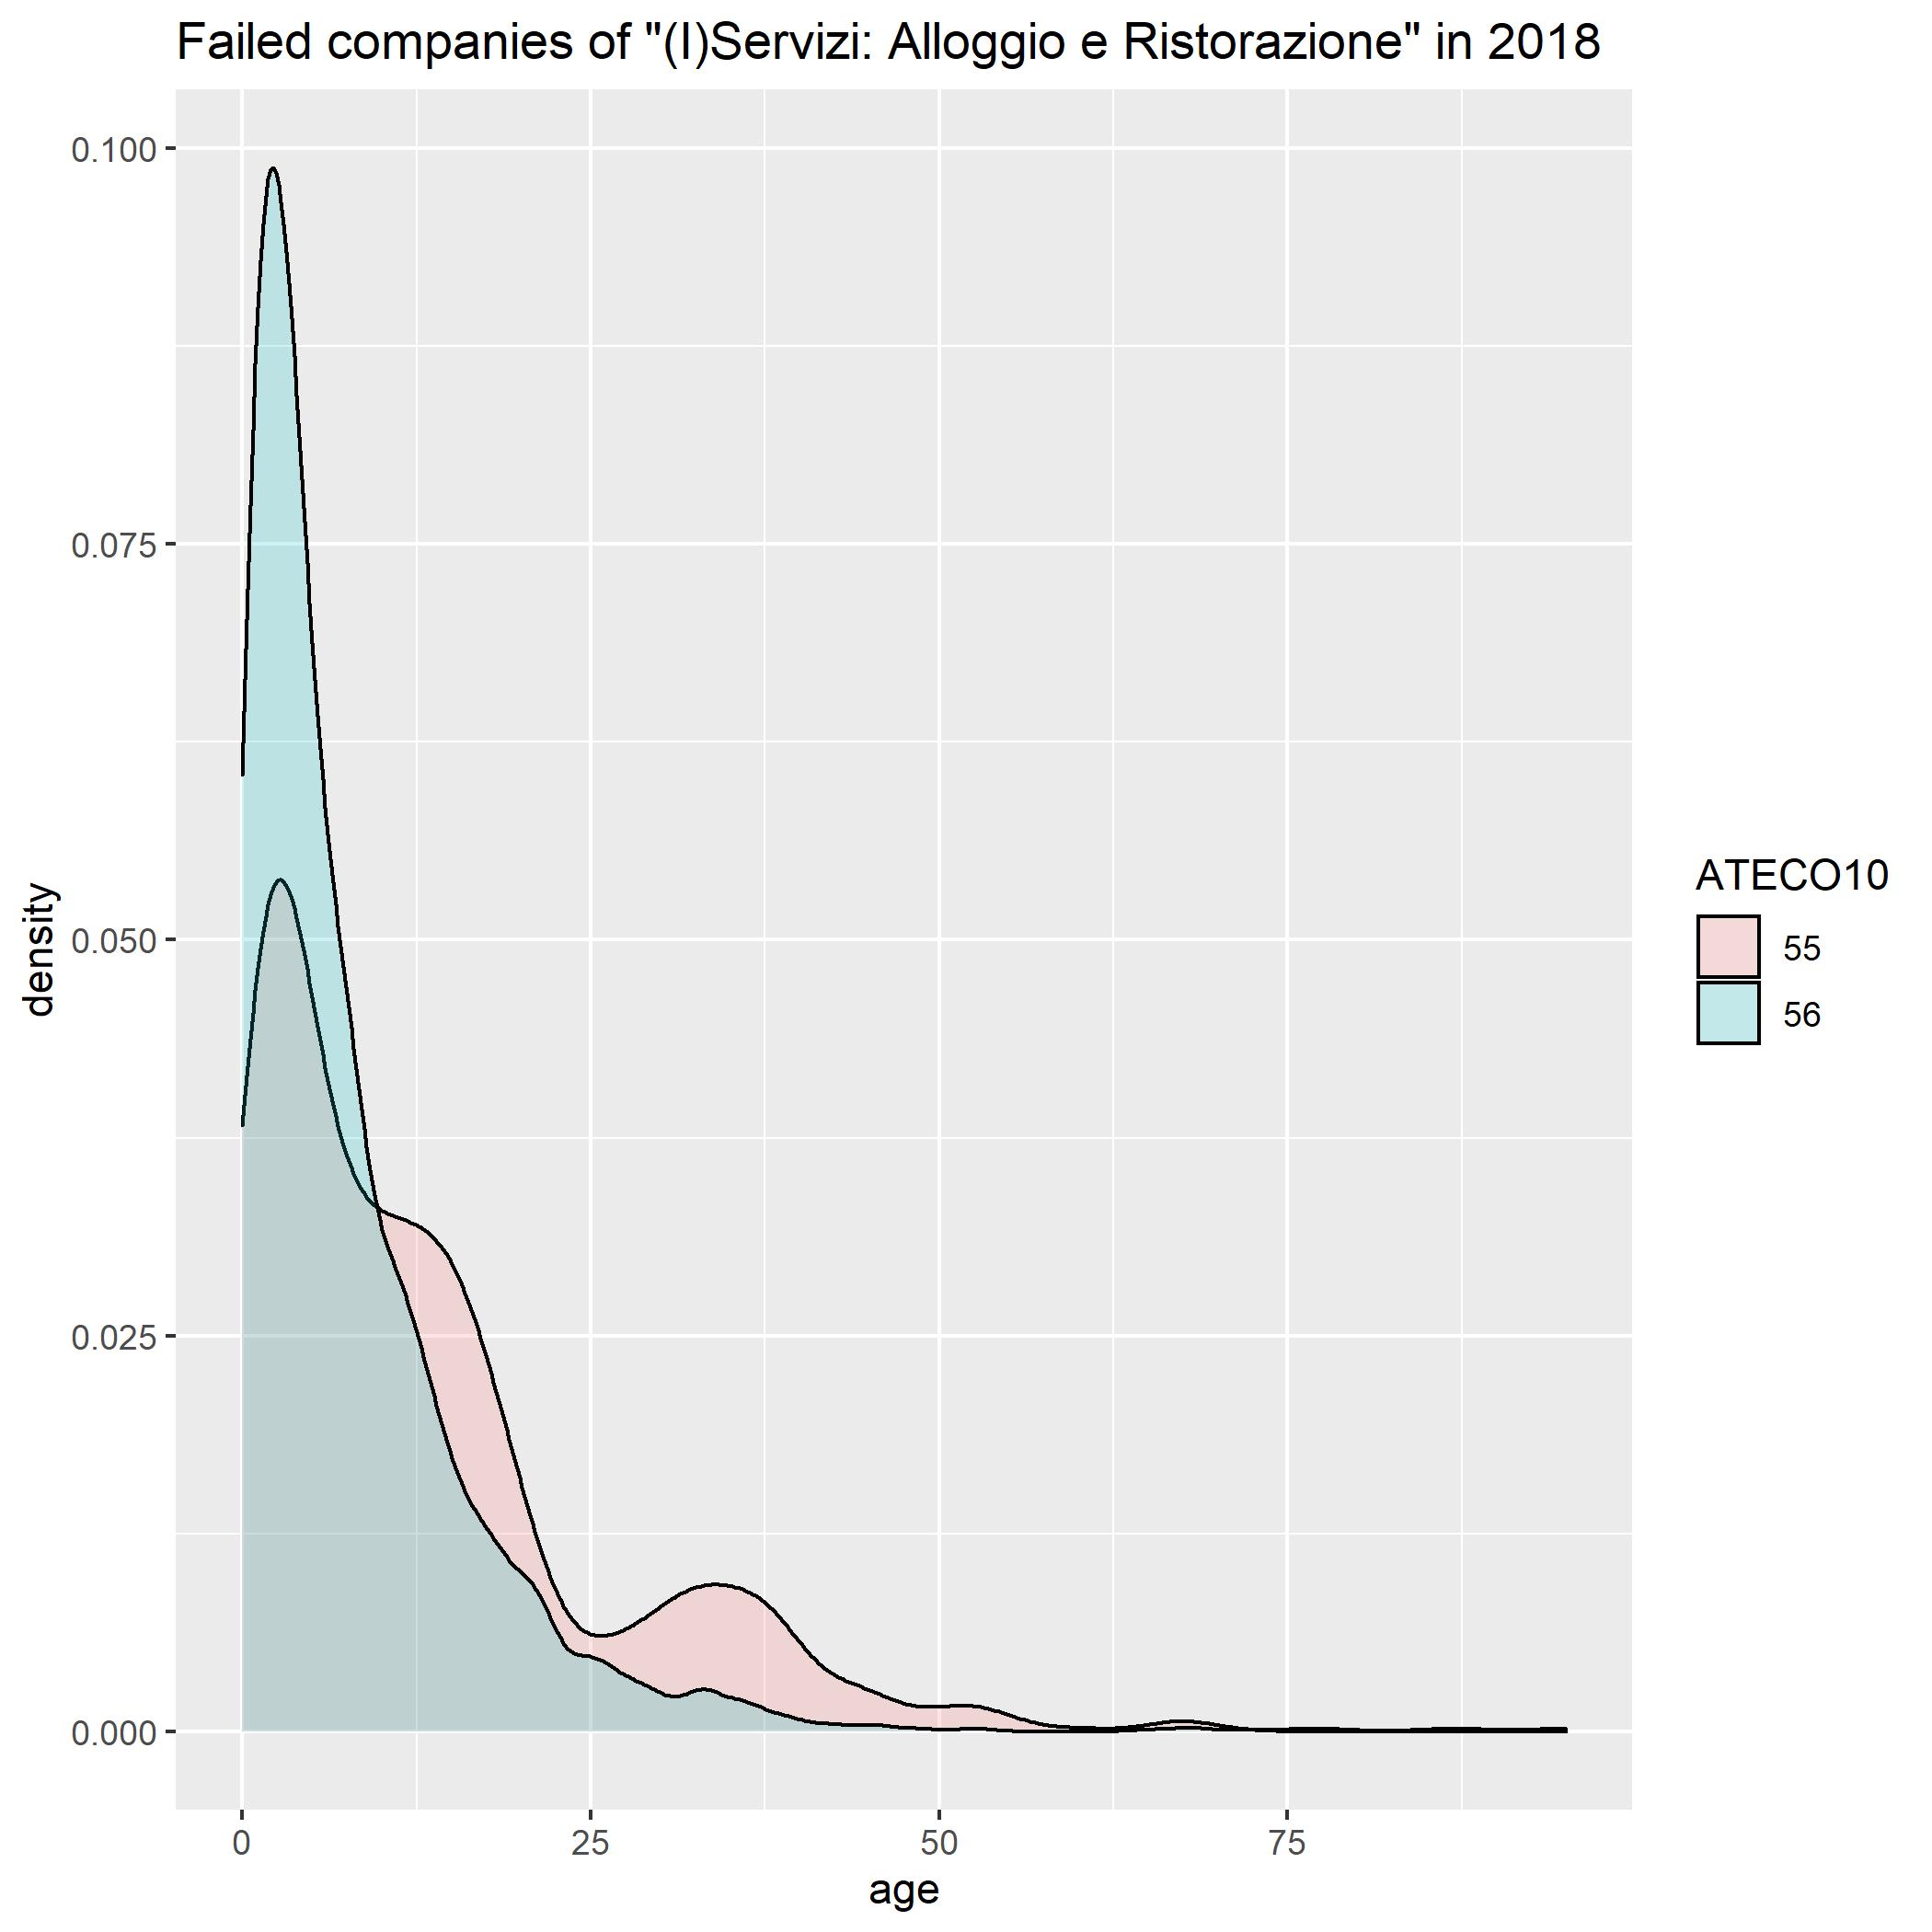 Failed companies of "(I)Servizi: Alloggio e Ristorazione" in 2018
0.100
0.075
0.050
0.025
0.000
density
0
25
50
75
age
ATECO10
55
56